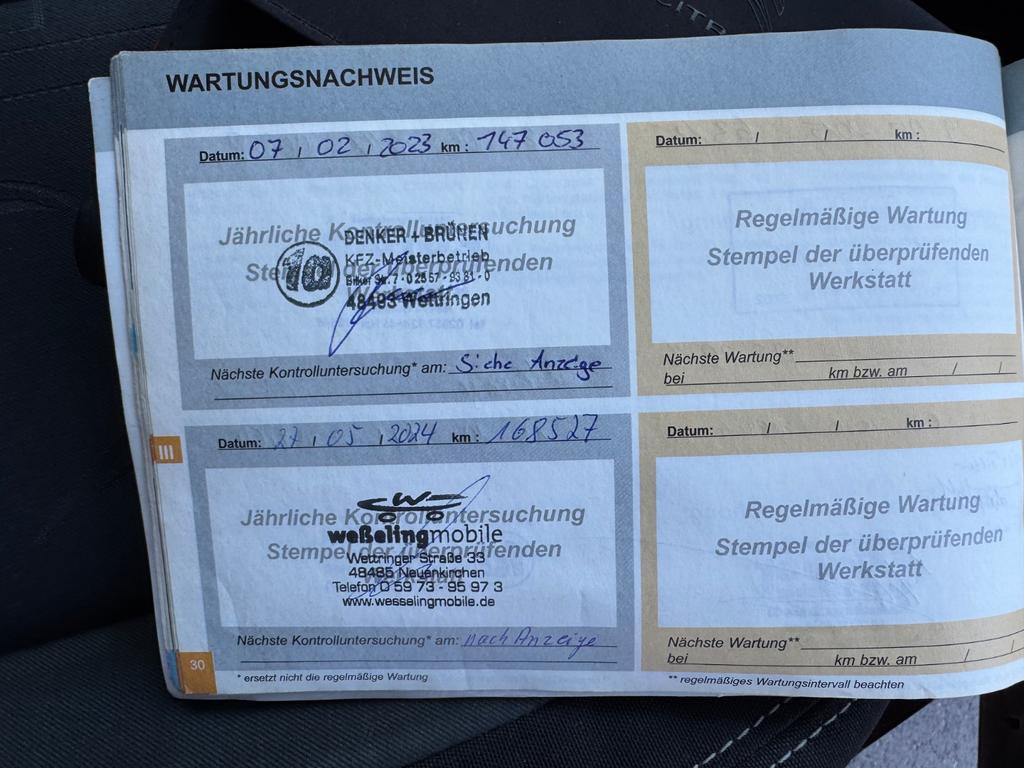 CITR
WARTUNGSNACHWEIS
Datum: 07 / 02 / 2023 km : 147 053
Jährliche Kontrolluntersuchung
Stempel der überprüfenden
Werkstatt
1a
DENKER + BRÜNEN
KFZ-Meisterbetrieb
48493 Wettringen
Nächste Kontrolluntersuchung* am: Siehe Anzeige
Datum: / / km :
Regelmäßige Wartung
Stempel der überprüfenden
Werkstatt
Nächste Wartung**
bei km bzw. am / /
Datum: 27 / 05 / 2024 km : 168527
Jährliche Kontrolluntersuchung
Stempel der überprüfenden
weßelingmobile
Wettringer Straße 33
48485 Neuenkirchen
Telefon 0 59 73 - 95 97 3
www.wesselingmobile.de
Nächste Kontrolluntersuchung* am: nach Anzeige
* ersetzt nicht die regelmäßige Wartung
Datum: / / km :
Regelmäßige Wartung
Stempel der überprüfenden
Werkstatt
Nächste Wartung**
bei km bzw. am / /
** regelmäßiges Wartungsintervall beachten
III
30